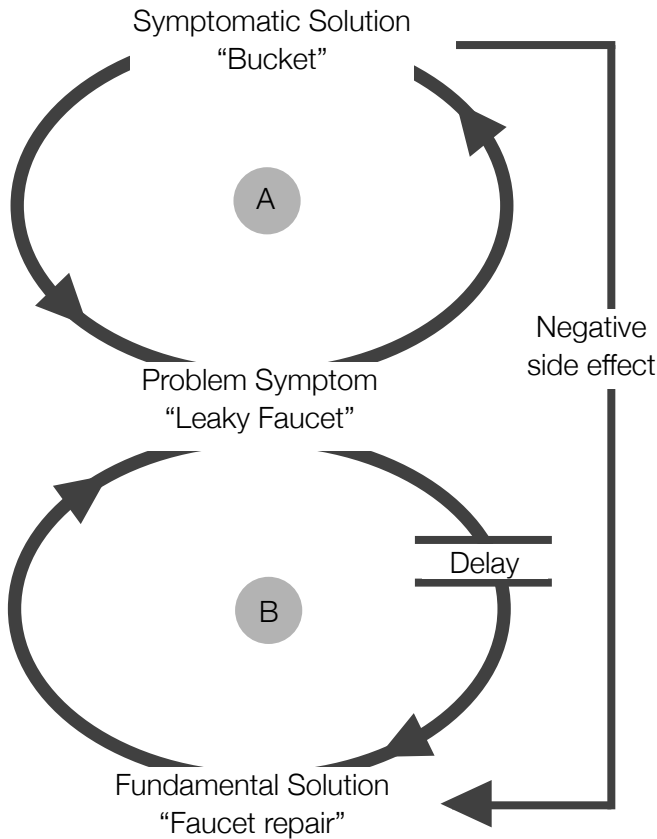 Symptomatic Solution
“Bucket”
A
Negative
side effect
Problem Symptom
“Leaky Faucet”
Delay
B
Fundamental Solution
“Faucet repair”